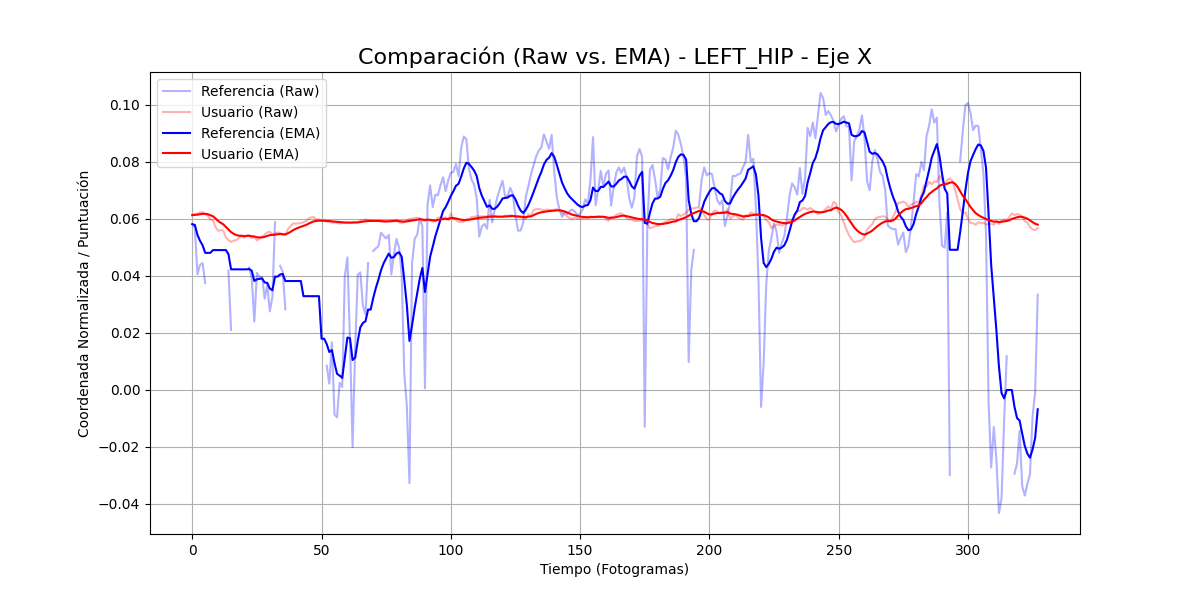 Comparación (Raw vs. EMA) - LEFT_HIP - Eje X
Referencia (Raw)
Usuario (Raw)
Referencia (EMA)
Usuario (EMA)
Coordenada Normalizada / Puntuación
0.10
0.08
0.06
0.04
0.02
0.00
−0.02
−0.04
0
50
100
150
200
250
300
Tiempo (Fotogramas)